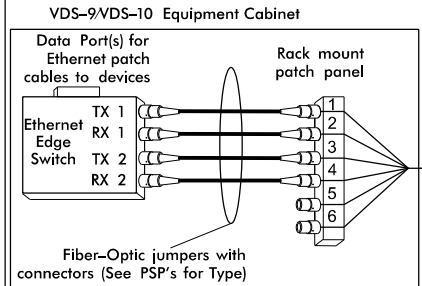 VDS–9/VDS–10 Equipment Cabinet
Data Port(s) for
Ethernet patch
cables to devices
Rack mount
patch panel
Ethernet
Edge
Switch
TX 1
RX 1
TX 2
RX 2
1
2
3
4
5
6
Fiber–Optic jumpers with
connectors (See PSP's for Type)